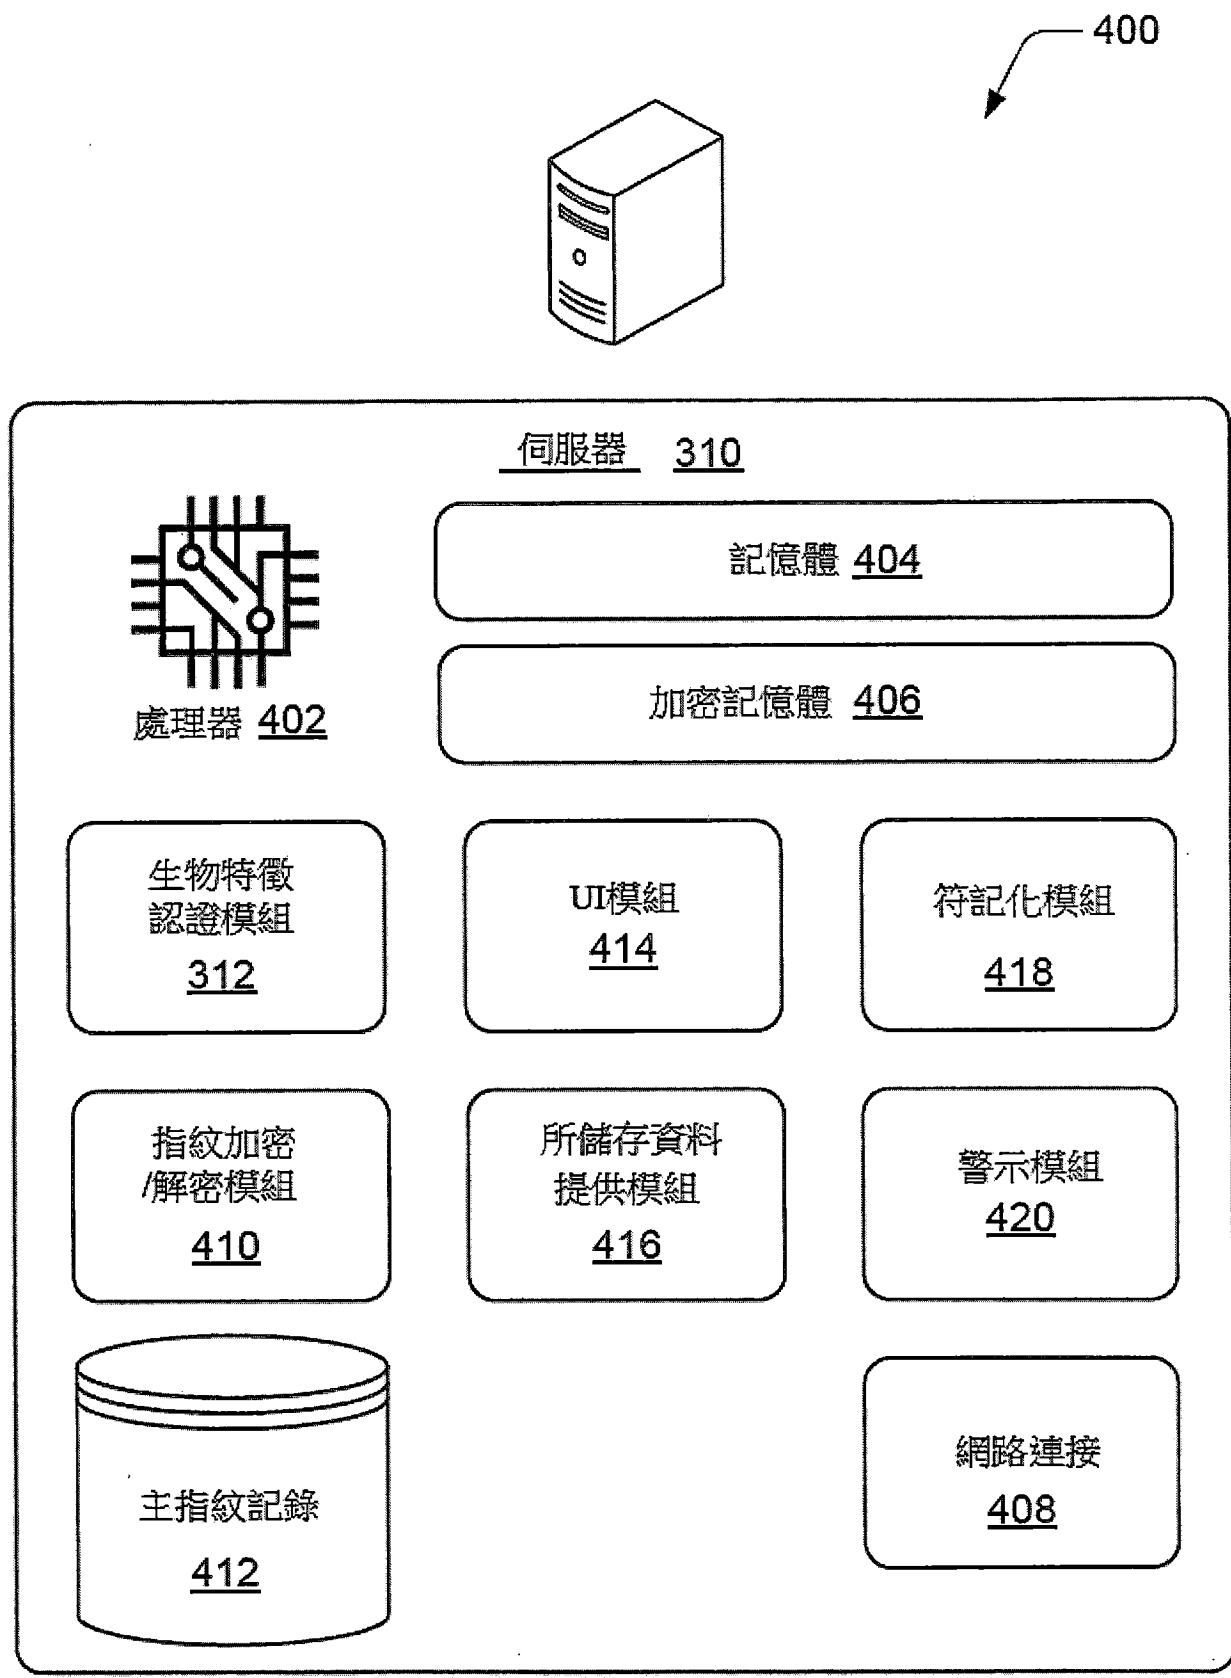 400
伺服器 310
記憶體 404
加密記憶體 406
處理器 402
生物特徵
認證模組
312
UI模組
414
符記化模組
418
指紋加密
/解密模組
410
所儲存資料
提供模組
416
警示模組
420
主指紋記錄
412
網路連接
408